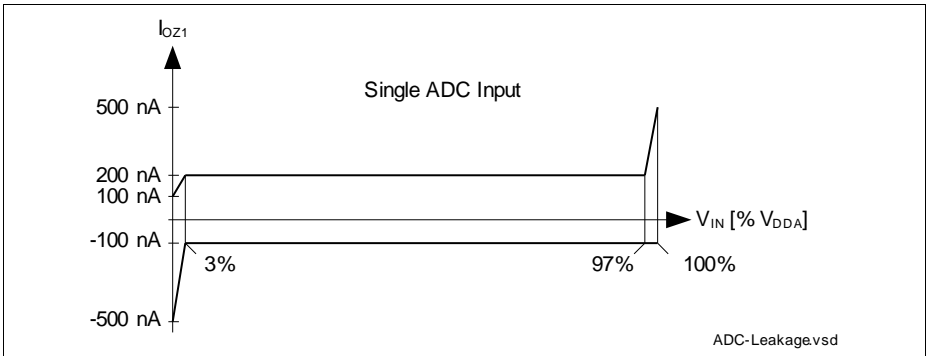 I_OZ1
Single ADC Input
500 nA
200 nA
100 nA
V_IN [% V_DDA]
-100 nA
3%
97%
100%
-500 nA
ADC-Leakage.vsd